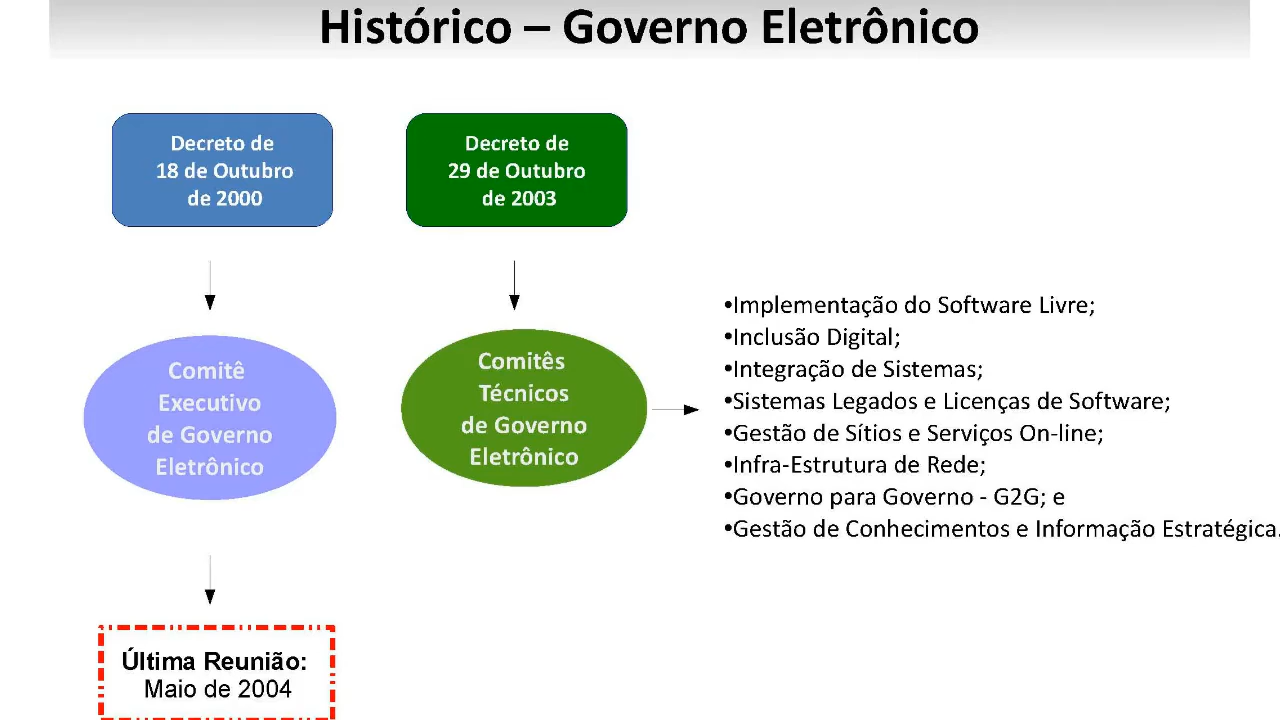 Histórico – Governo Eletrônico
Decreto de
18 de Outubro
de 2000
Decreto de
29 de Outubro
de 2003
Comitê
Executivo
de Governo
Eletrônico
Comitês
Técnicos
de Governo
Eletrônico
•Implementação do Software Livre;
•Inclusão Digital;
•Integração de Sistemas;
•Sistemas Legados e Licenças de Software;
•Gestão de Sítios e Serviços On-line;
•Infra-Estrutura de Rede;
•Governo para Governo - G2G; e
•Gestão de Conhecimentos e Informação Estratégica.
Última Reunião:
Maio de 2004